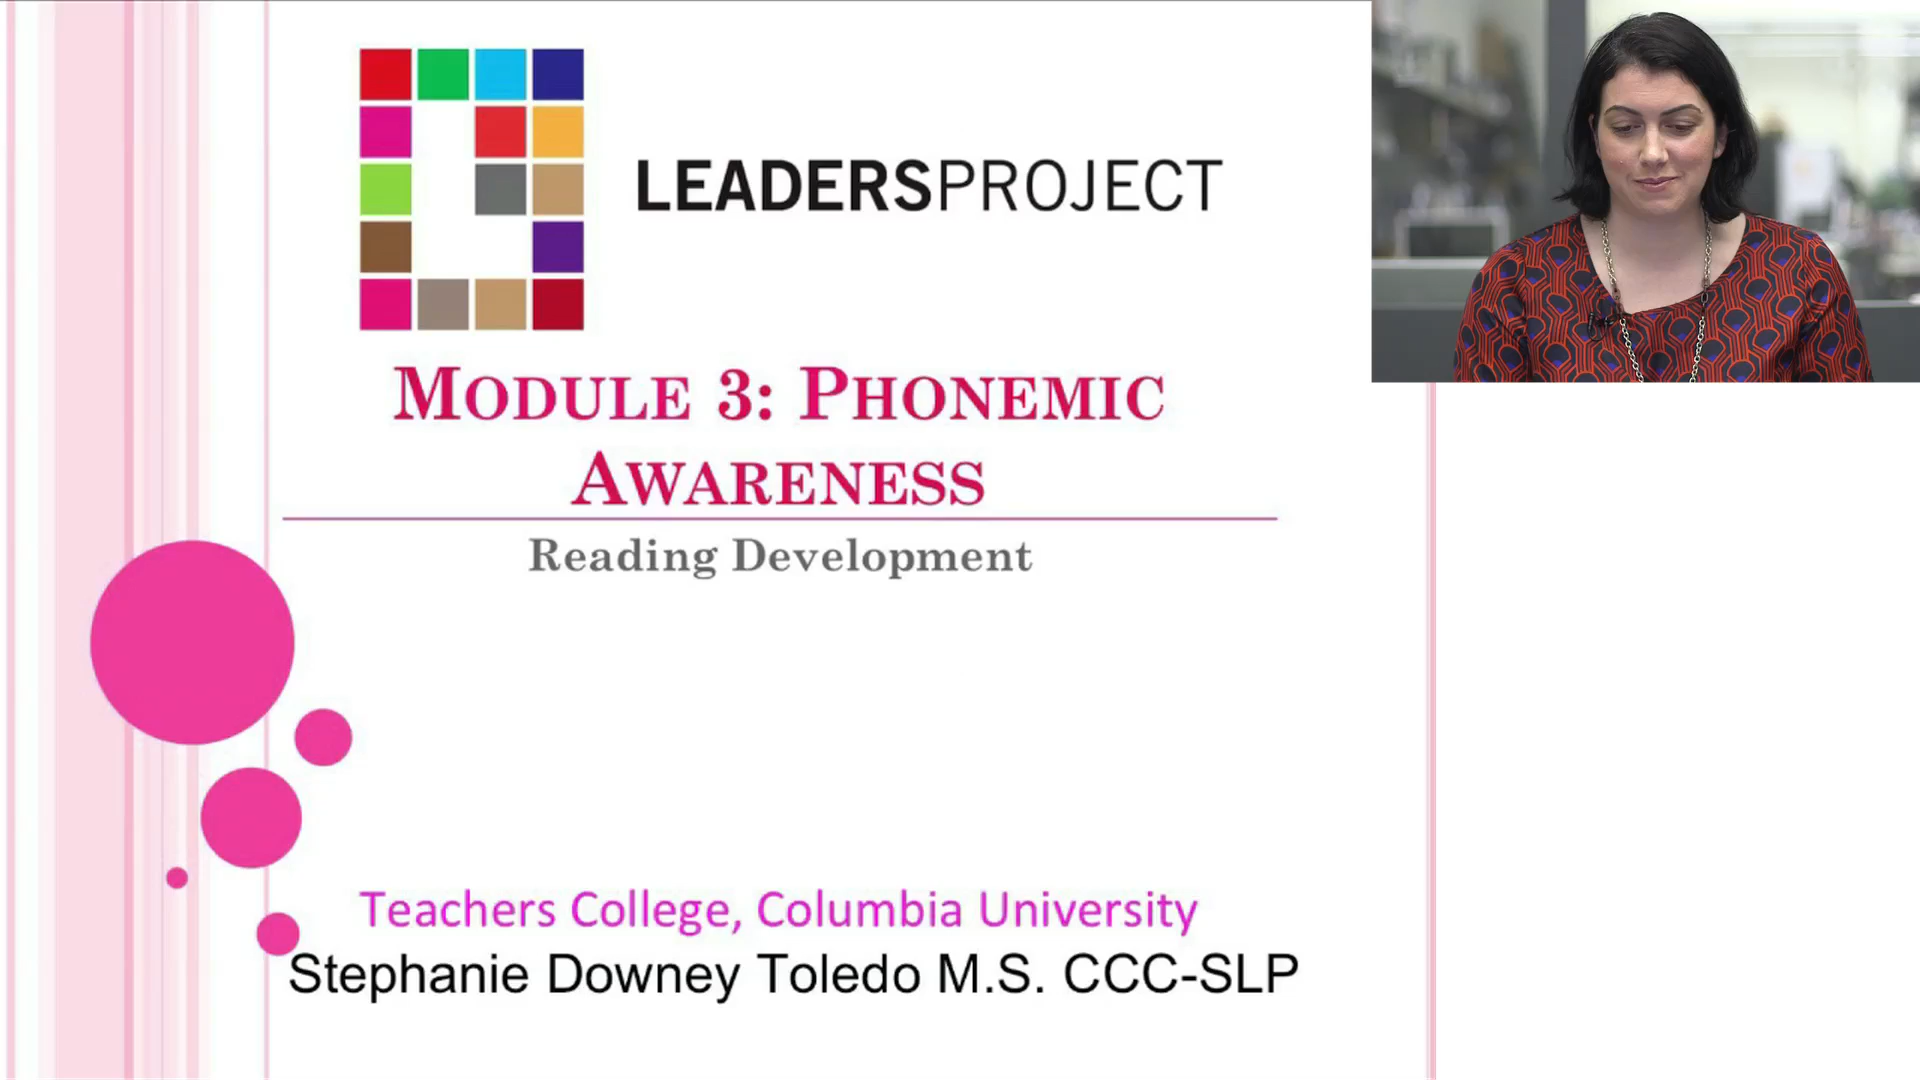 LEADERSPROJECT
MODULE 3: PHONEMIC
AWARENESS
Reading Development
Teachers College, Columbia University
Stephanie Downey Toledo M.S. CCC-SLP